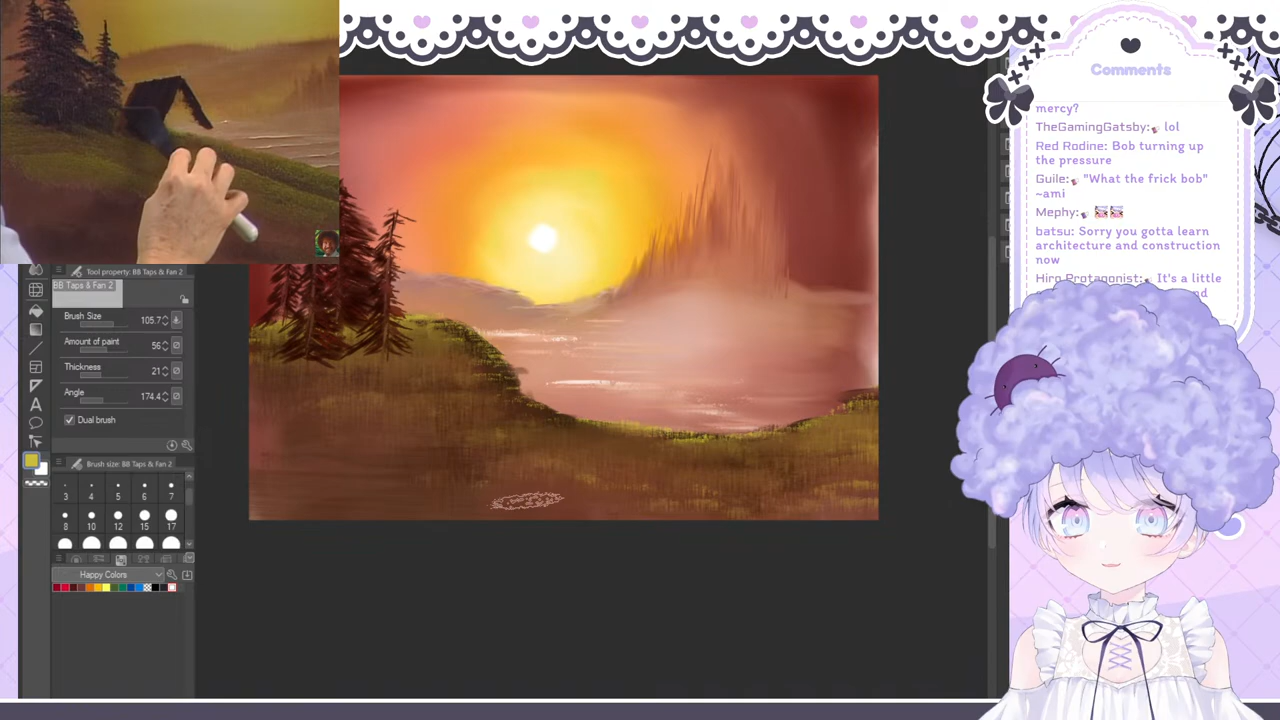 Comments
mercy?
TheGamingGatsby: lol
Red Rodine: Bob turning up
the pressure
Guile: "What the frick bob"
~ami
Mephy:
batsu: Sorry you gotta learn
architecture and construction
now
Hiro Protagonist: It's a little
Tool property: BB Taps & Fan 2
BB Taps & Fan 2
Brush Size 105.7
Amount of paint 56
Thickness 21
Angle 174.4
Dual brush
Brush size: BB Taps & Fan 2
3 4 5 6 7
8 10 12 15 17
Happy Colors